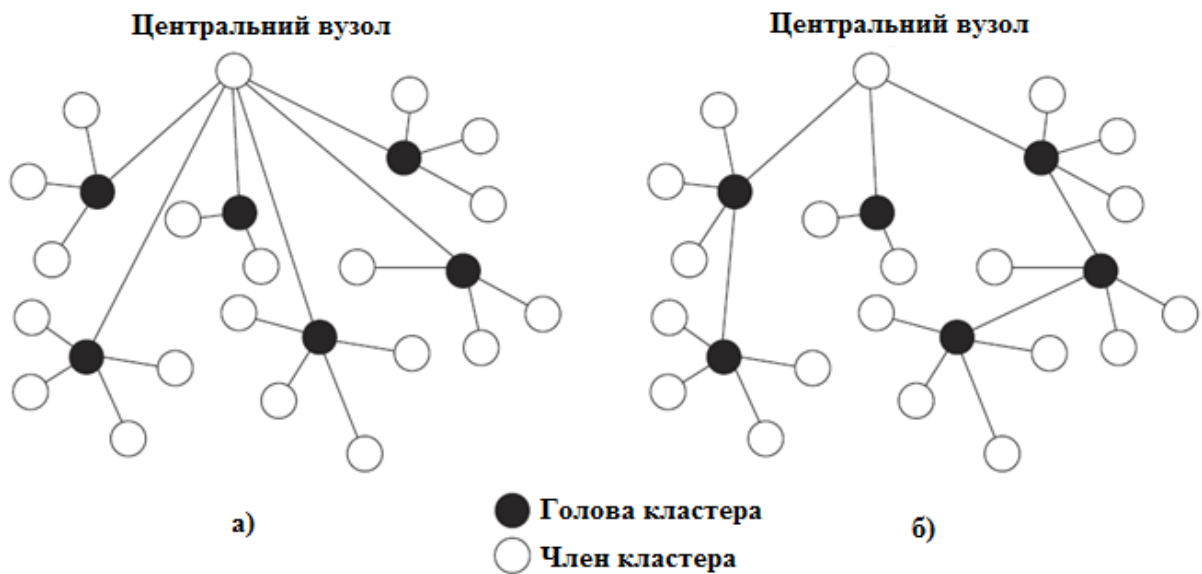 Центральний вузол
Центральний вузол
а)
Голова кластера
Член кластера
б)